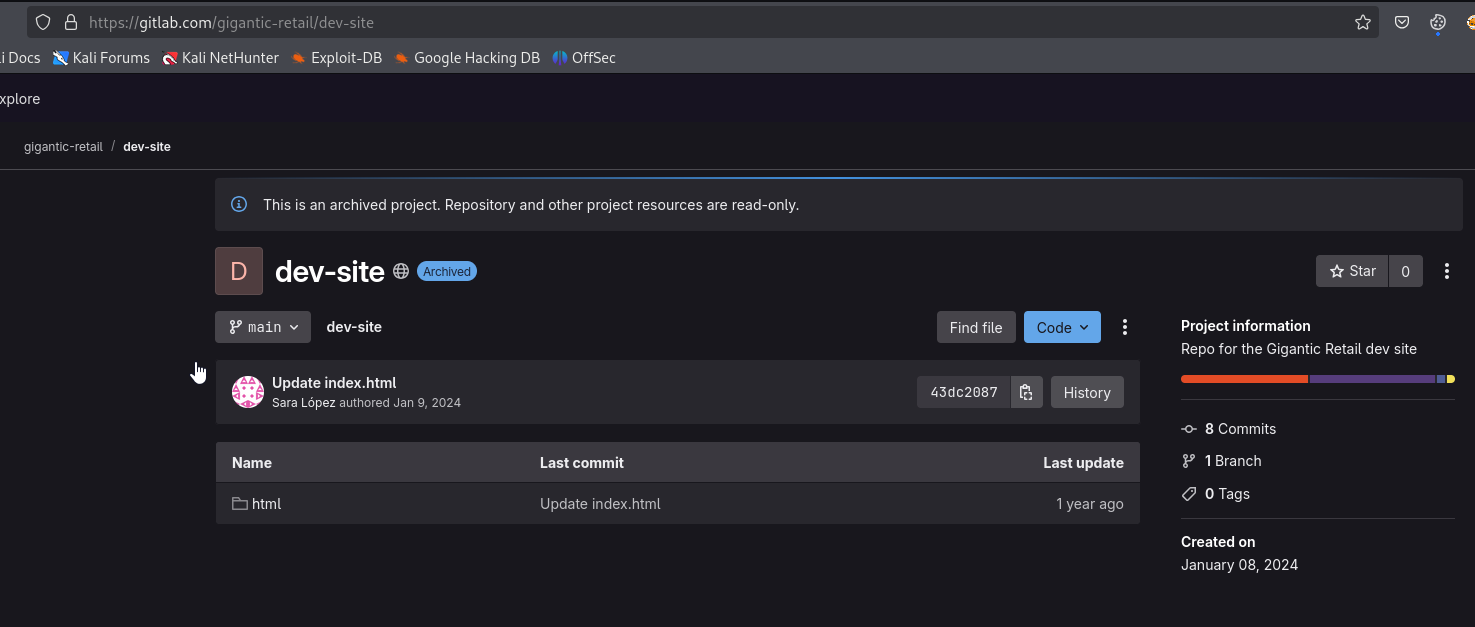 https://gitlab.com/gigantic-retail/dev-site
i Docs Kali Forums Kali NetHunter Exploit-DB Google Hacking DB OffSec
xplore
gigantic-retail / dev-site
This is an archived project. Repository and other project resources are read-only.
D dev-site Archived Star 0
main dev-site Find file Code
Project information
Repo for the Gigantic Retail dev site
Update index.html
Sara López authored Jan 9, 2024
43dc2087 History
8 Commits
1 Branch
0 Tags
Name Last commit Last update
html Update index.html 1 year ago
Created on
January 08, 2024